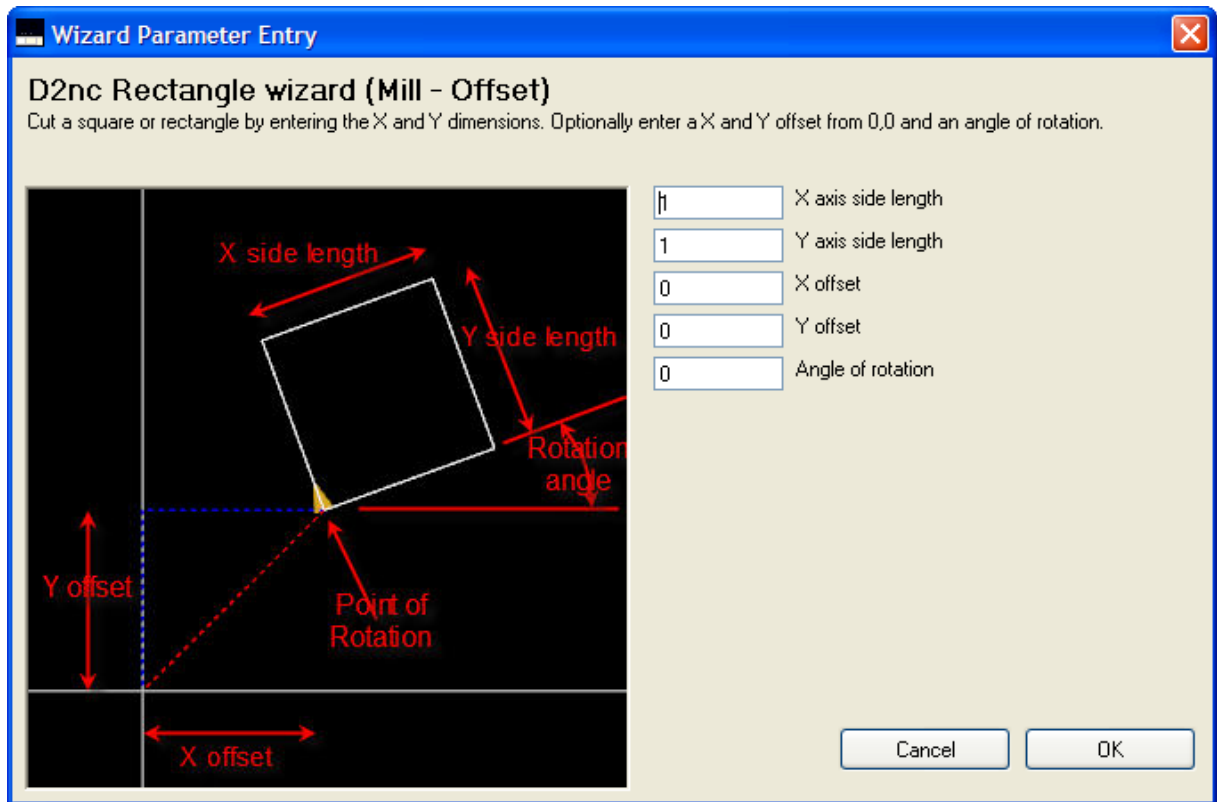 Wizard Parameter Entry
D2nc Rectangle wizard (Mill - Offset)
Cut a square or rectangle by entering the X and Y dimensions. Optionally enter a X and Y offset from 0,0 and an angle of rotation.
X side length
Y side length
Rotation
angle
Y offset
Point of
Rotation
X offset
1 X axis side length
1 Y axis side length
0 X offset
0 Y offset
0 Angle of rotation
Cancel OK